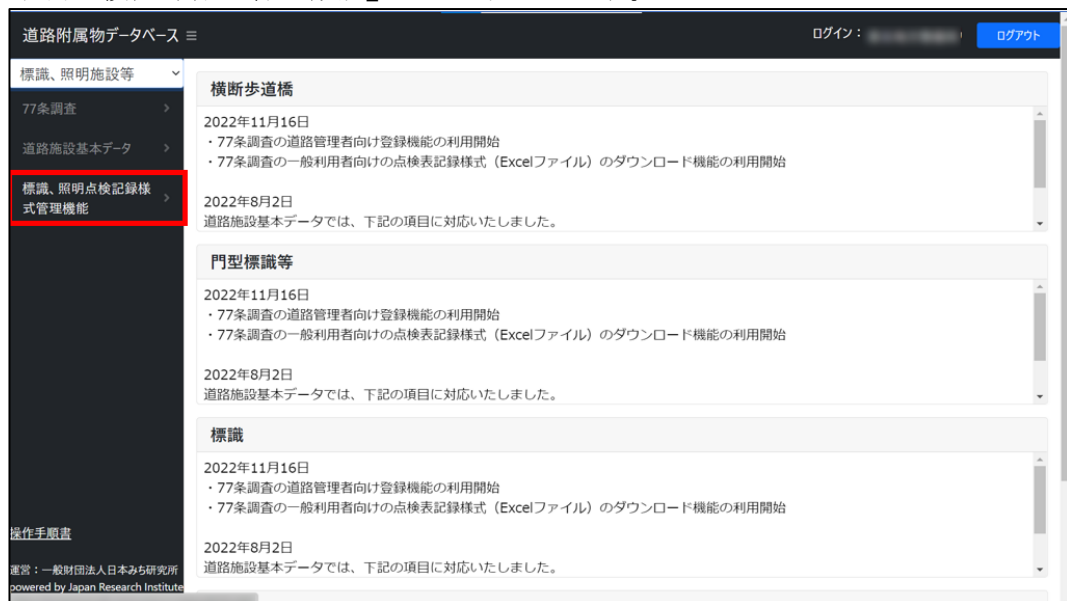 道路附属物データベース ≡
ログイン：
ログアウト
標識、照明施設等
77条調査
道路施設基本データ
標識、照明点検記録様
式管理機能
横断歩道橋
2022年11月16日
・77条調査の道路管理者向け登録機能の利用開始
・77条調査の一般利用者向けの点検表記録様式（Excelファイル）のダウンロード機能の利用開始
2022年8月2日
道路施設基本データでは、下記の項目に対応いたしました。
門型標識等
2022年11月16日
・77条調査の道路管理者向け登録機能の利用開始
・77条調査の一般利用者向けの点検表記録様式（Excelファイル）のダウンロード機能の利用開始
2022年8月2日
道路施設基本データでは、下記の項目に対応いたしました。
標識
2022年11月16日
・77条調査の道路管理者向け登録機能の利用開始
・77条調査の一般利用者向けの点検表記録様式（Excelファイル）のダウンロード機能の利用開始
2022年8月2日
道路施設基本データでは、下記の項目に対応いたしました。
操作手順書
運営：一般財団法人日本みち研究所
powered by Japan Research Institute